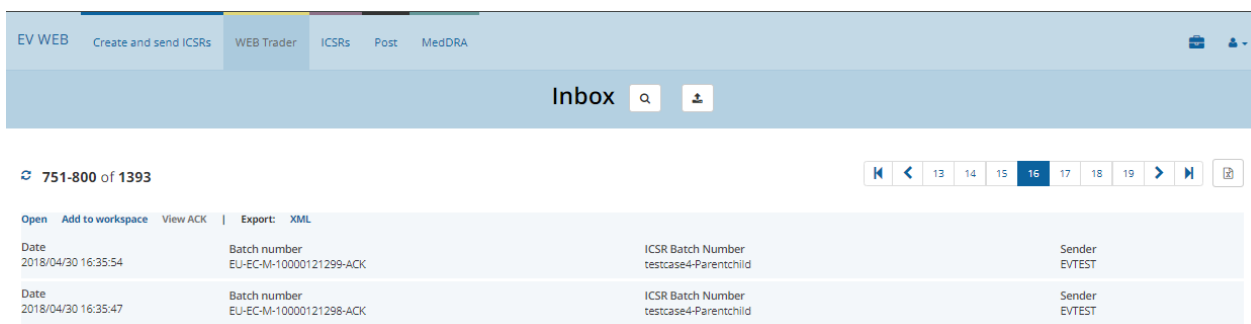 EV WEB Create and send ICSRs WEB Trader ICSRs Post MedDRA
Inbox
751-800 of 1393 13 14 15 16 17 18 19
Open Add to workspace View ACK | Export: XML
Date Batch number ICSR Batch Number Sender
2018/04/30 16:35:54 EU-EC-M-10000121299-ACK testcase4-Parentchild EVTEST
Date Batch number ICSR Batch Number Sender
2018/04/30 16:35:47 EU-EC-M-10000121298-ACK testcase4-Parentchild EVTEST